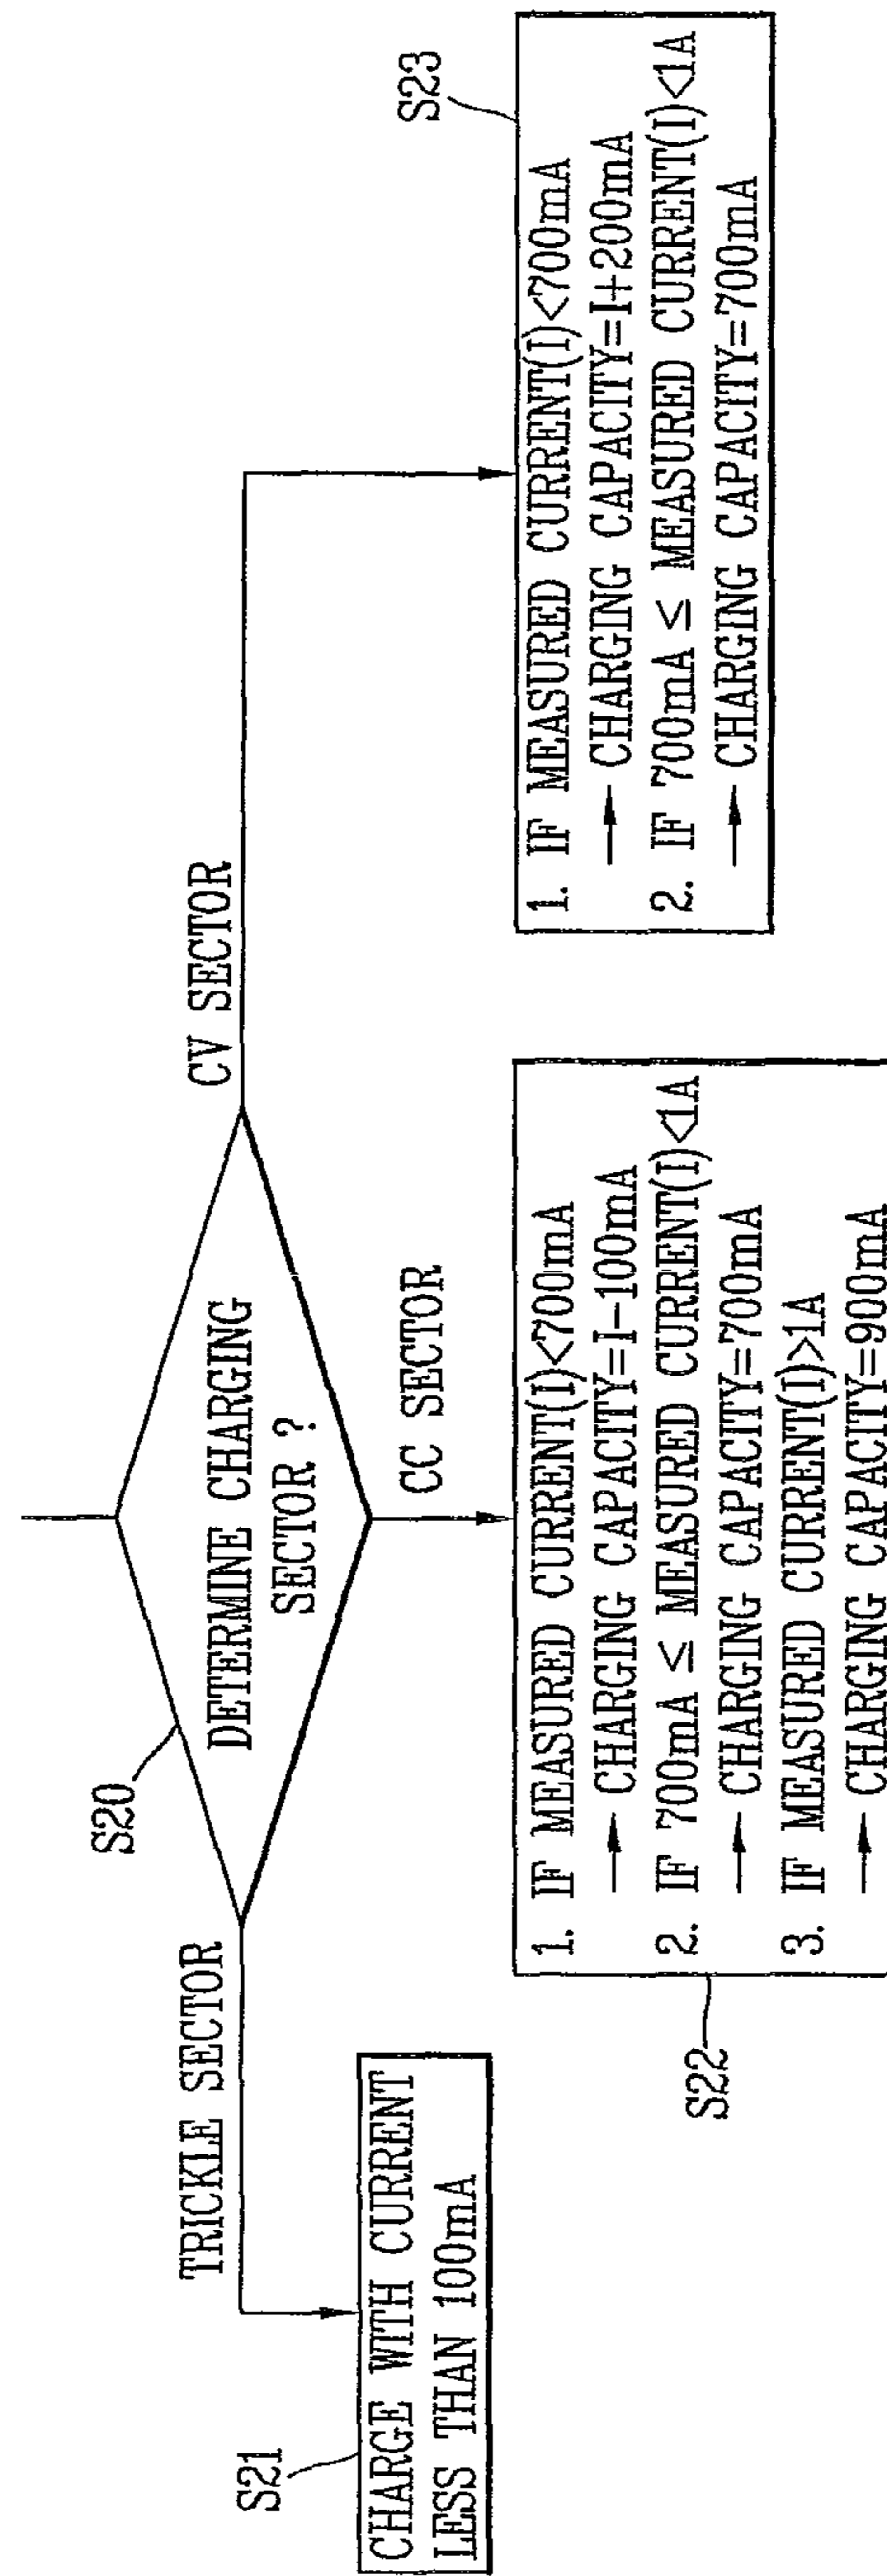 S20
DETERMINE CHARGING
SECTOR ?
TRICKLE SECTOR
CC SECTOR
CV SECTOR
S21
CHARGE WITH CURRENT
LESS THAN 100mA
S22
1. IF MEASURED CURRENT(I)<700mA
→ CHARGING CAPACITY=I-100mA
2. IF 700mA ≤ MEASURED CURRENT(I)<1A
→ CHARGING CAPACITY=700mA
3. IF MEASURED CURRENT(I)>1A
→ CHARGING CAPACITY=900mA
S23
1. IF MEASURED CURRENT(I)<700mA
→ CHARGING CAPACITY=I+200mA
2. IF 700mA ≤ MEASURED CURRENT(I)<1A
→ CHARGING CAPACITY=700mA